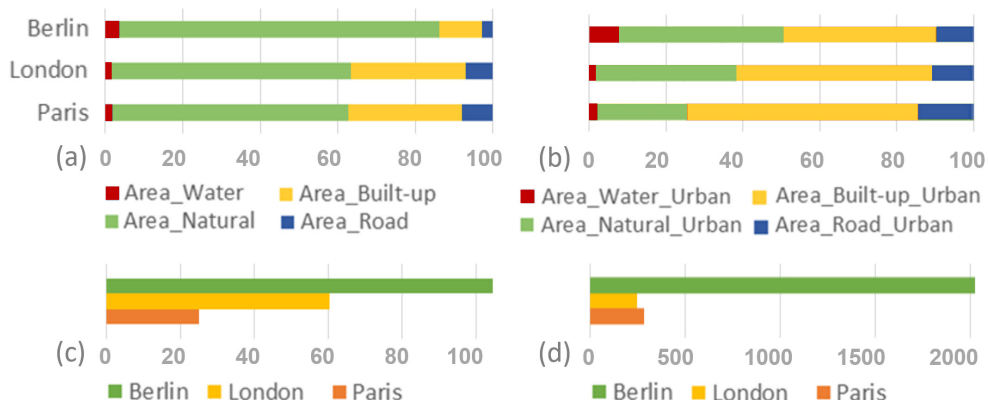 Berlin
London
Paris
(a) 0 20 40 60 80 100
Area_Water Area_Built-up
Area_Natural Area_Road
(b) 0 20 40 60 80 100
Area_Water_Urban Area_Built-up_Urban
Area_Natural_Urban Area_Road_Urban
(c) 0 20 40 60 80 100
Berlin London Paris
(d) 0 500 1000 1500 2000
Berlin London Paris